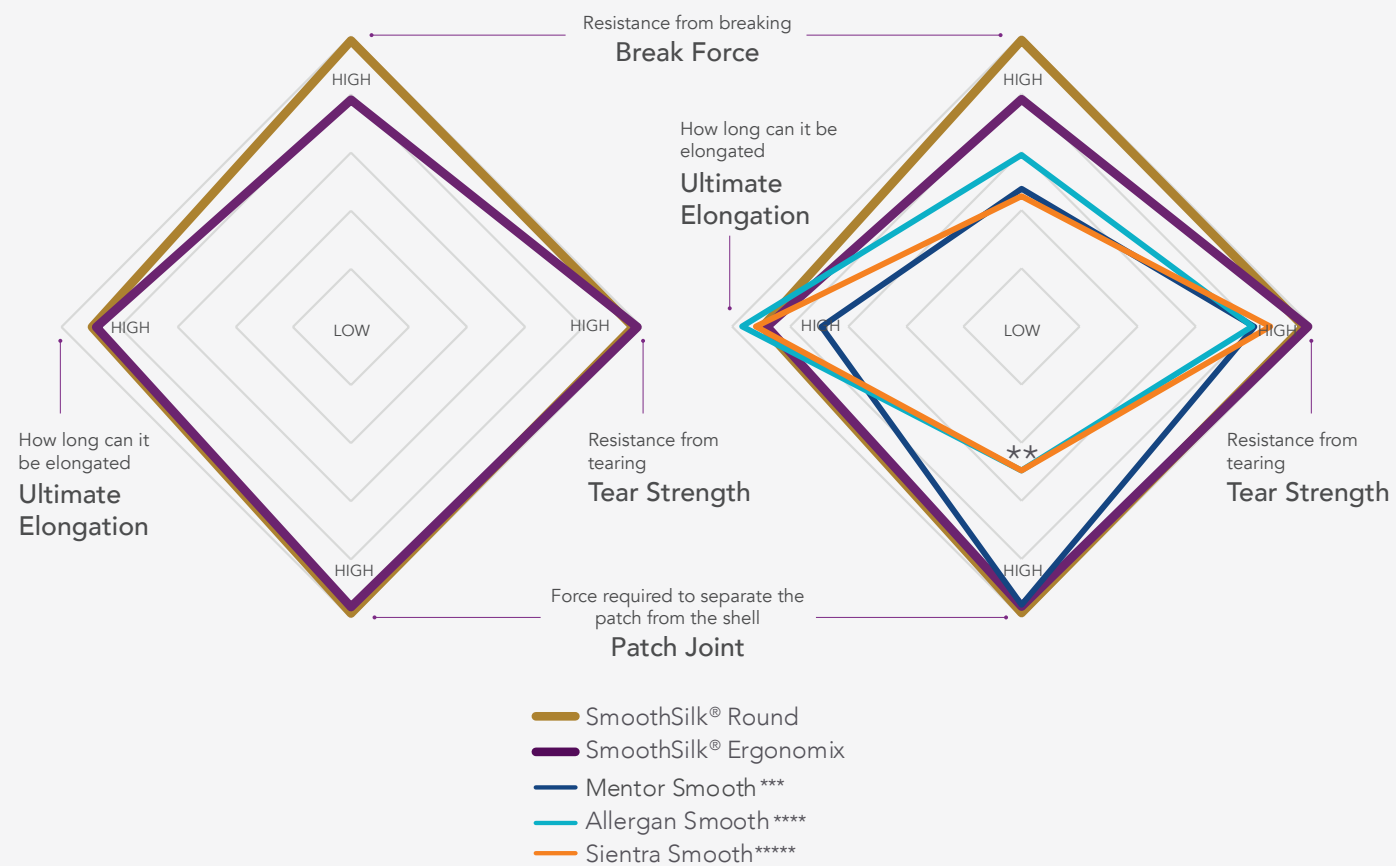 Resistance from breaking
Break Force
HIGH
HIGH
How long can it be
elongated
Ultimate
Elongation
HIGH
LOW
HIGH
HIGH
LOW
HIGH
How long can it
be elongated
Ultimate
Elongation
Resistance from
tearing
Tear Strength
**
Resistance from
tearing
Tear Strength
HIGH
HIGH
Force required to separate the
patch from the shell
Patch Joint
SmoothSilk® Round
SmoothSilk® Ergonomix
Mentor Smooth ***
Allergan Smooth ****
Sientra Smooth*****